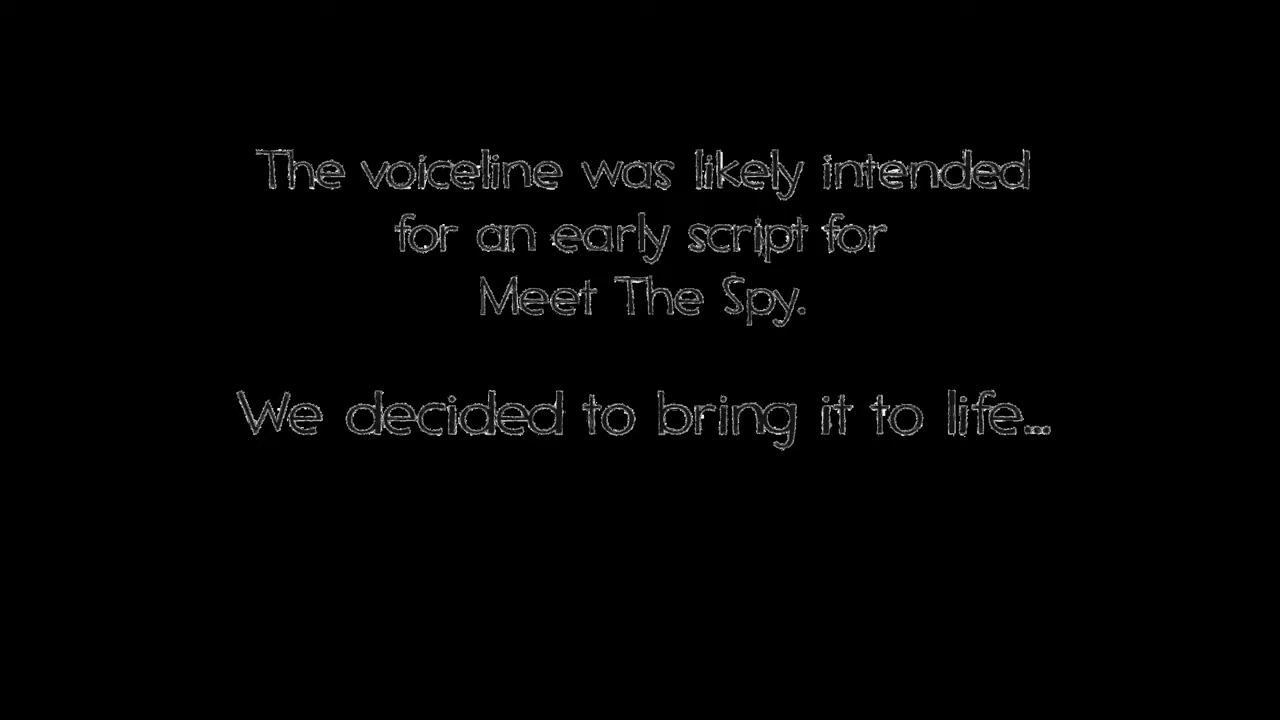 The voiceline was likely intended
for an early script for
Meet The Spy.
We decided to bring it to life...